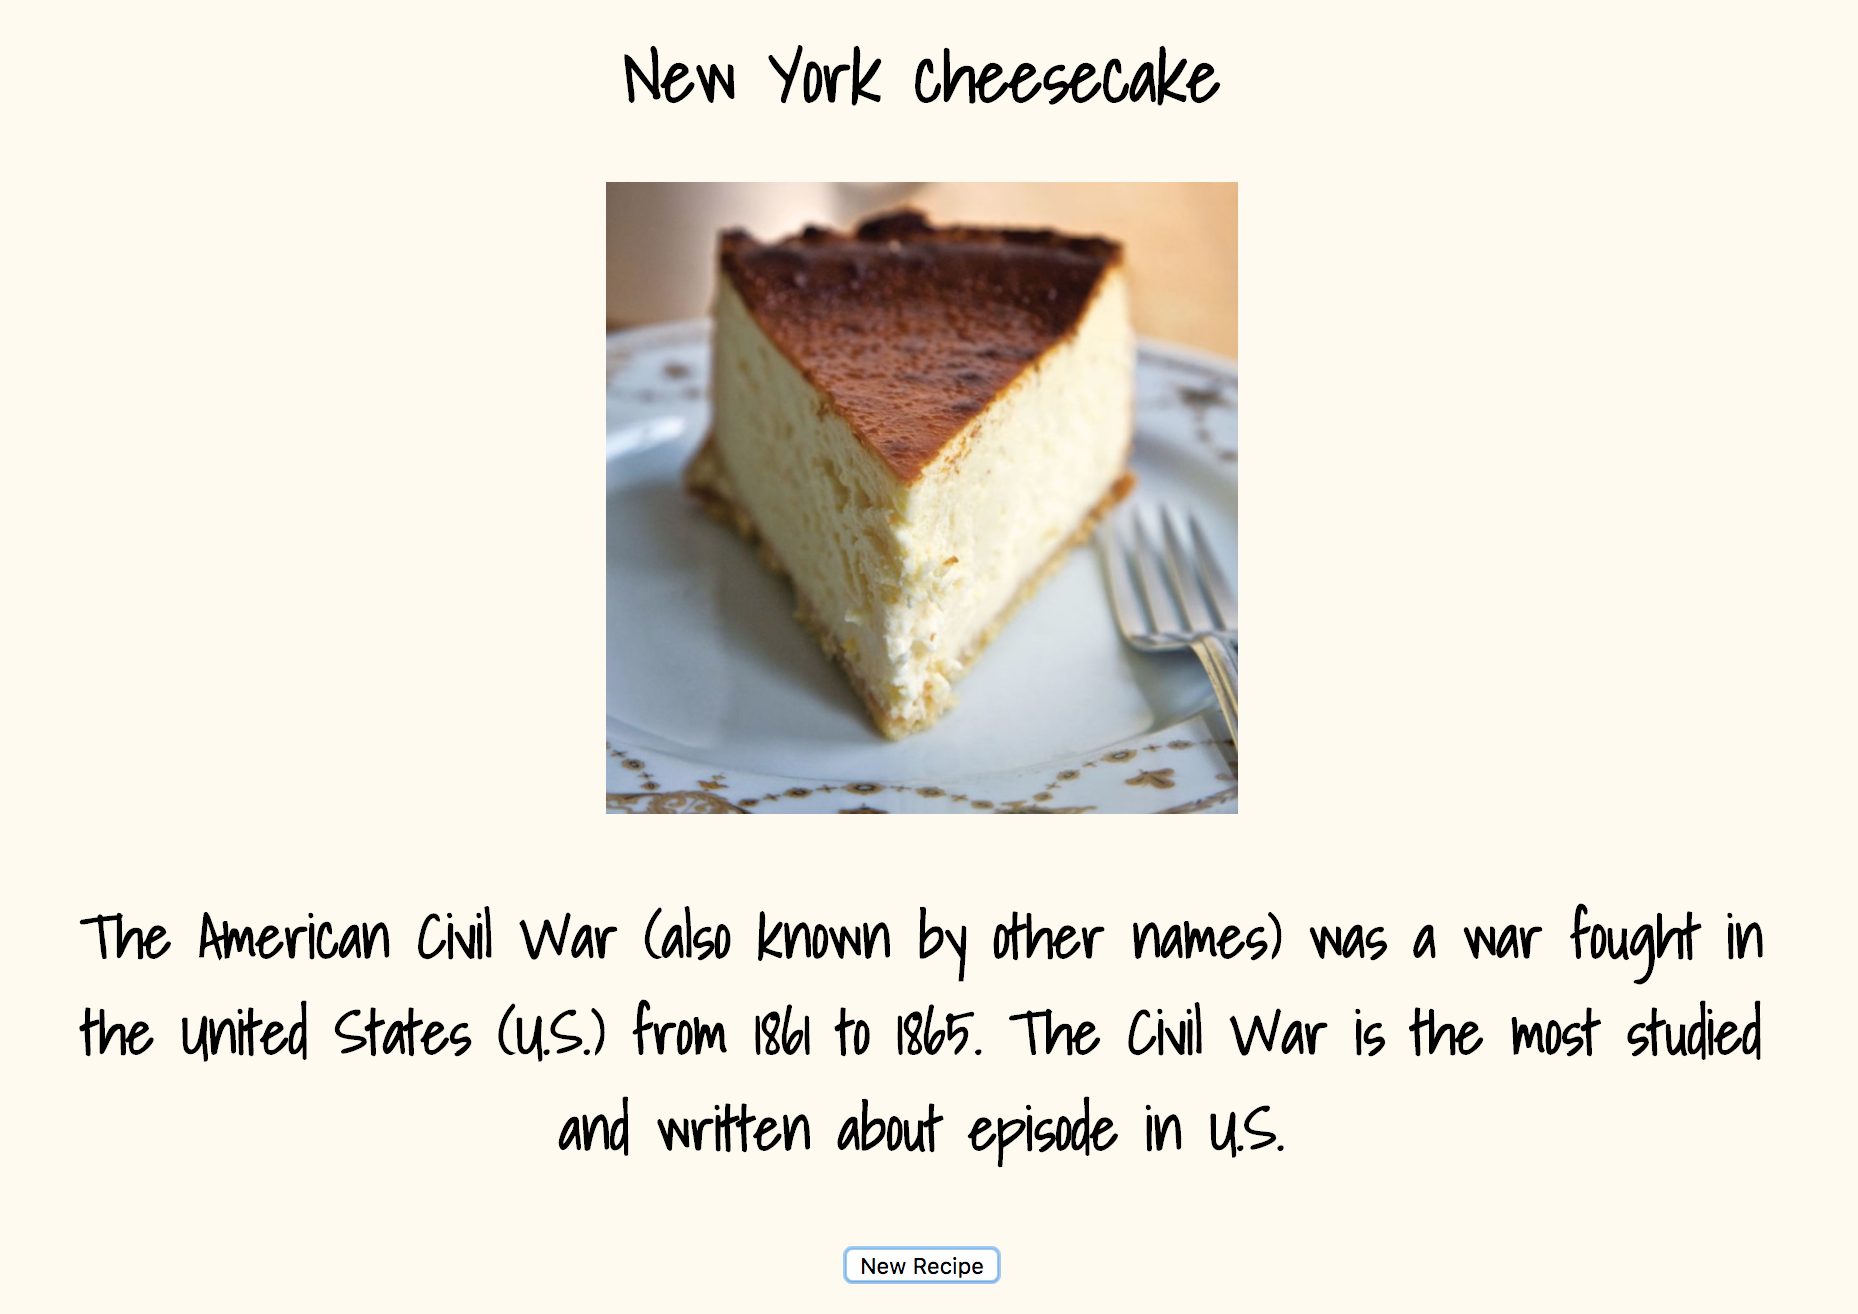 New York Cheesecake
The American Civil War (also known by other names) was a war fought in
the United States (U.S.) from 1861 to 1865. The Civil War is the most studied
and written about episode in U.S.
New Recipe